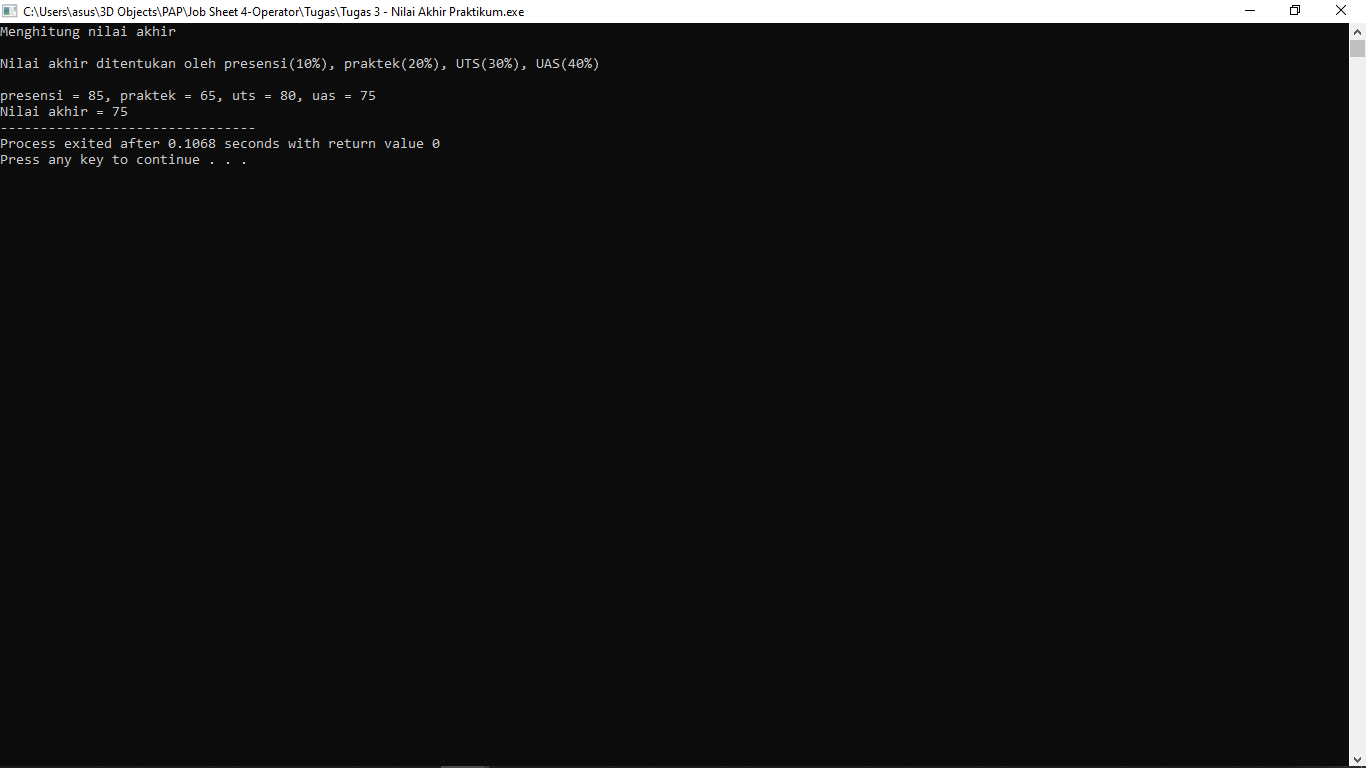 C:\Users\asus\3D Objects\PAP\Job Sheet 4-Operator\Tugas\Tugas 3 - Nilai Akhir Praktikum.exe
Menghitung nilai akhir
Nilai akhir ditentukan oleh presensi(10%), praktek(20%), UTS(30%), UAS(40%)
presensi = 85, praktek = 65, uts = 80, uas = 75
Nilai akhir = 75
--------------------------------
Process exited after 0.1068 seconds with return value 0
Press any key to continue . . .